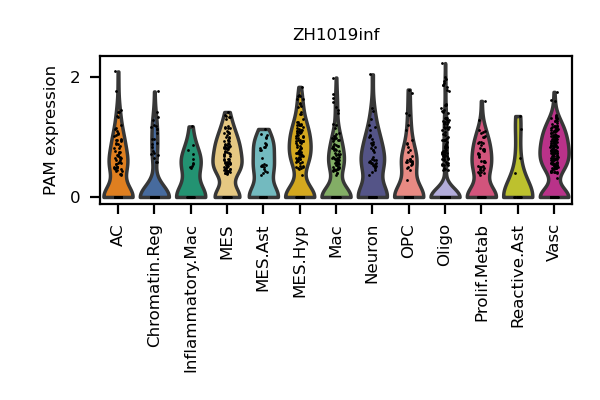 ZH1019inf
PAM expression
2
0
AC
Chromatin.Reg
Inflammatory.Mac
MES
MES.Ast
MES.Hyp
Mac
Neuron
OPC
Oligo
Prolif.Metab
Reactive.Ast
Vasc